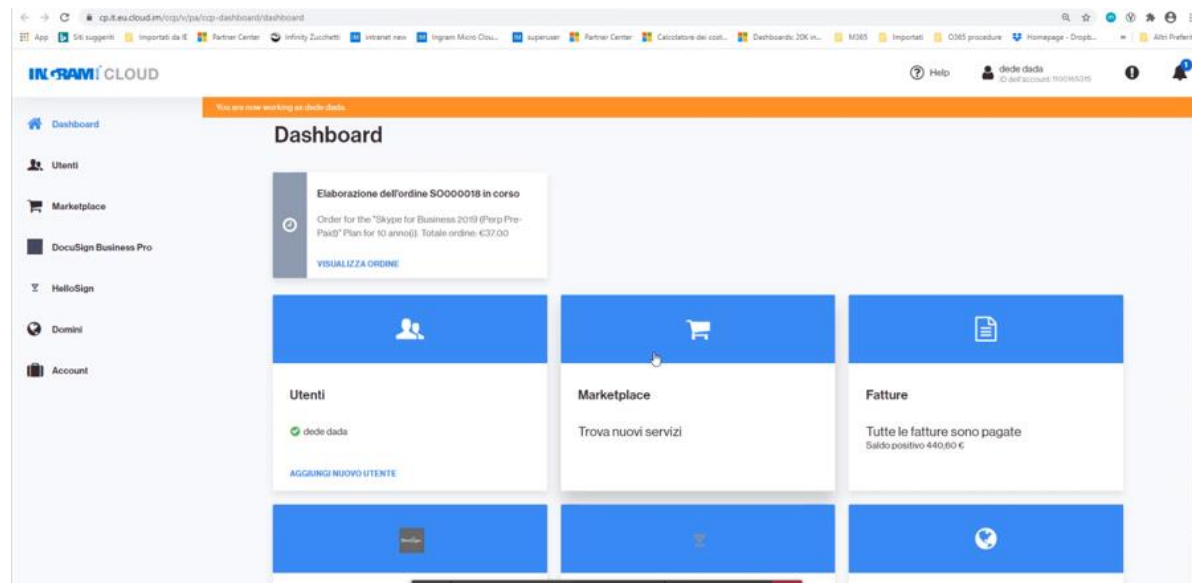 cp.it.eu.cloud.im/ccp/v/pa/ccp-dashboard/dashboard
App Siti suggeriti Importati da IE Partner Center Infinity Zucchetti intranet new Ingram Micro Clou... superuser Partner Center Calcolatore dei cost... Dashboards: 20K in... M365 Importati O365 procedure Homepage - Dropb... » Altri Preferiti
INGRAM CLOUD
Help
dede dada
ID dell'account:
You are now working as dede dada.
Dashboard
Utenti
Marketplace
DocuSign Business Pro
HelloSign
Domini
Account
Dashboard
Elaborazione dell'ordine SO000018 in corso
Order for the "Skype for Business 2019 (Perp Pre-
Paid)" Plan for 10 anno(i). Totale ordine: €37.00
VISUALIZZA ORDINE
Utenti
dede dada
AGGIUNGI NUOVO UTENTE
Marketplace
Trova nuovi servizi
Fatture
Tutte le fatture sono pagate
Saldo positivo 440,60 €